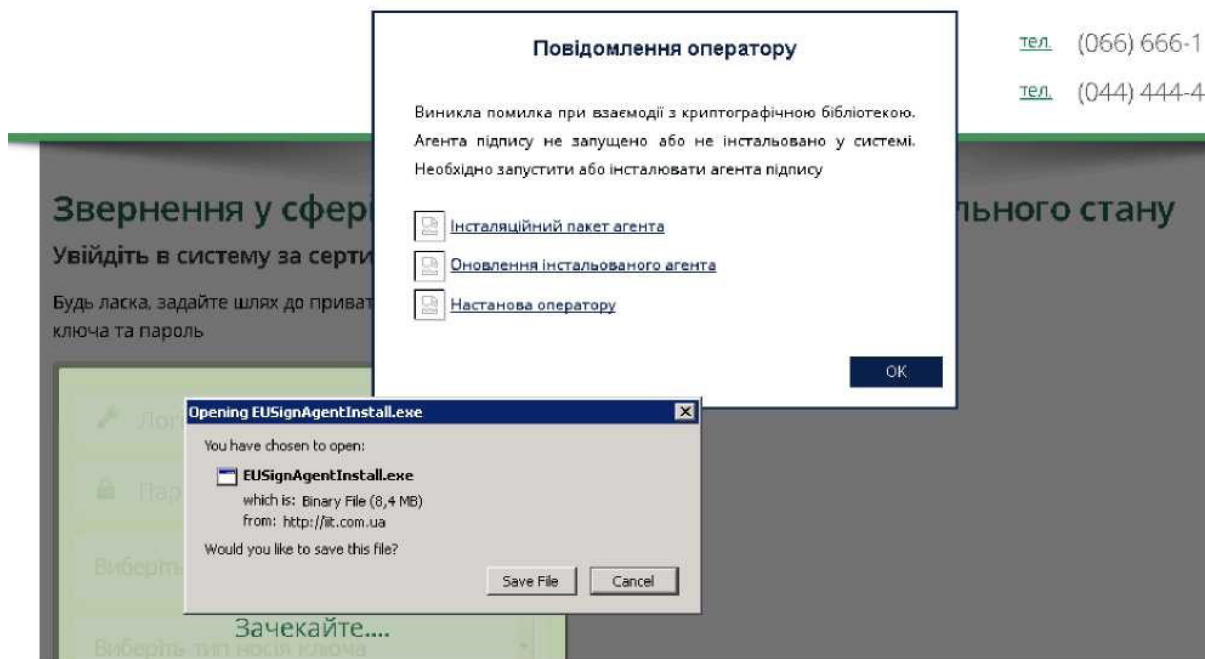 Повідомлення оператору
тел. (066) 666-1
тел. (044) 444-4
Виникла помилка при взаємодії з криптографічною бібліотекою.
Агента підпису не запущено або не інстальовано у системі.
Необхідно запустити або інсталювати агента підпису
Інсталяційний пакет агента
Оновлення інстальованого агента
Настанова оператору
OK
Звернення у сфері
льного стану
Увійдіть в систему за серти
Будь ласка, задайте шлях до приват
ключа та пароль
Opening EUSignAgentInstall.exe
You have chosen to open:
EUSignAgentInstall.exe
which is: Binary File (8,4 MB)
from: http://iit.com.ua
Would you like to save this file?
Save File
Cancel
Логі
Пар
Виберіть
Зачекайте....
Виберіть тип носія ключа